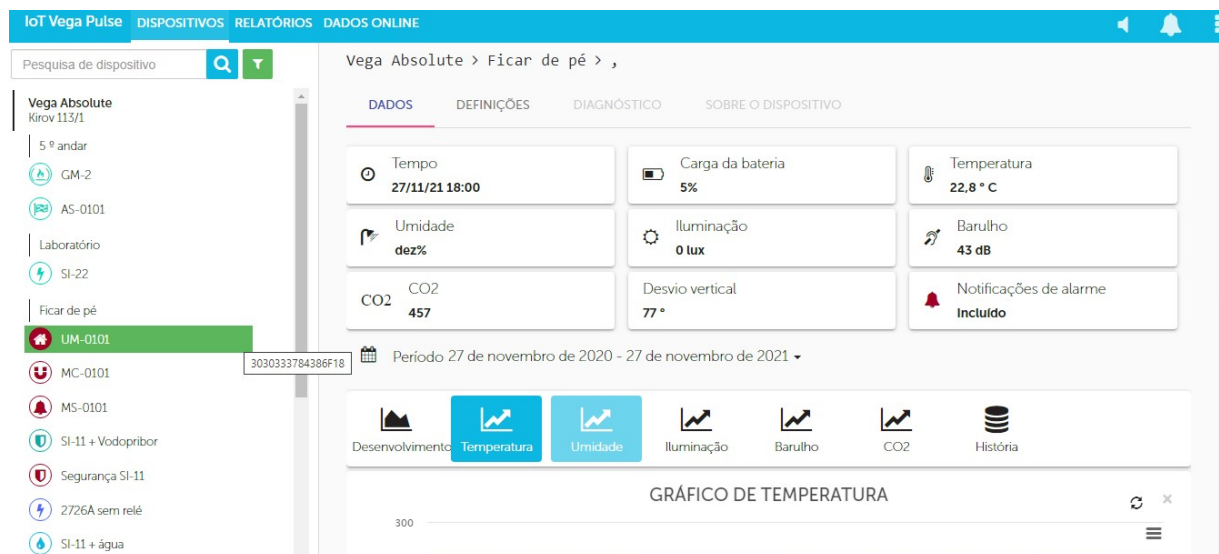 IoT Vega Pulse DISPOSITIVOS RELATÓRIOS DADOS ONLINE
Pesquisa de dispositivo
Vega Absolute
Kirov 113/1
5 º andar
GM-2
AS-0101
Laboratório
SI-22
Ficar de pé
UM-0101
3030333784386F18
MC-0101
MS-0101
SI-11 + Vodopribor
Segurança SI-11
2726A sem relé
SI-11 + água
Vega Absolute > Ficar de pé > ,
DADOS DEFINIÇÕES DIAGNÓSTICO SOBRE O DISPOSITIVO
Tempo
27/11/21 18:00
Carga da bateria
5%
Temperatura
22,8 ° C
Umidade
dez%
Iluminação
0 lux
Barulho
43 dB
CO2
CO2
457
Desvio vertical
77 °
Notificações de alarme
Incluído
Período 27 de novembro de 2020 - 27 de novembro de 2021
Desenvolvimento Temperatura Umidade Iluminação Barulho CO2 História
GRÁFICO DE TEMPERATURA
300